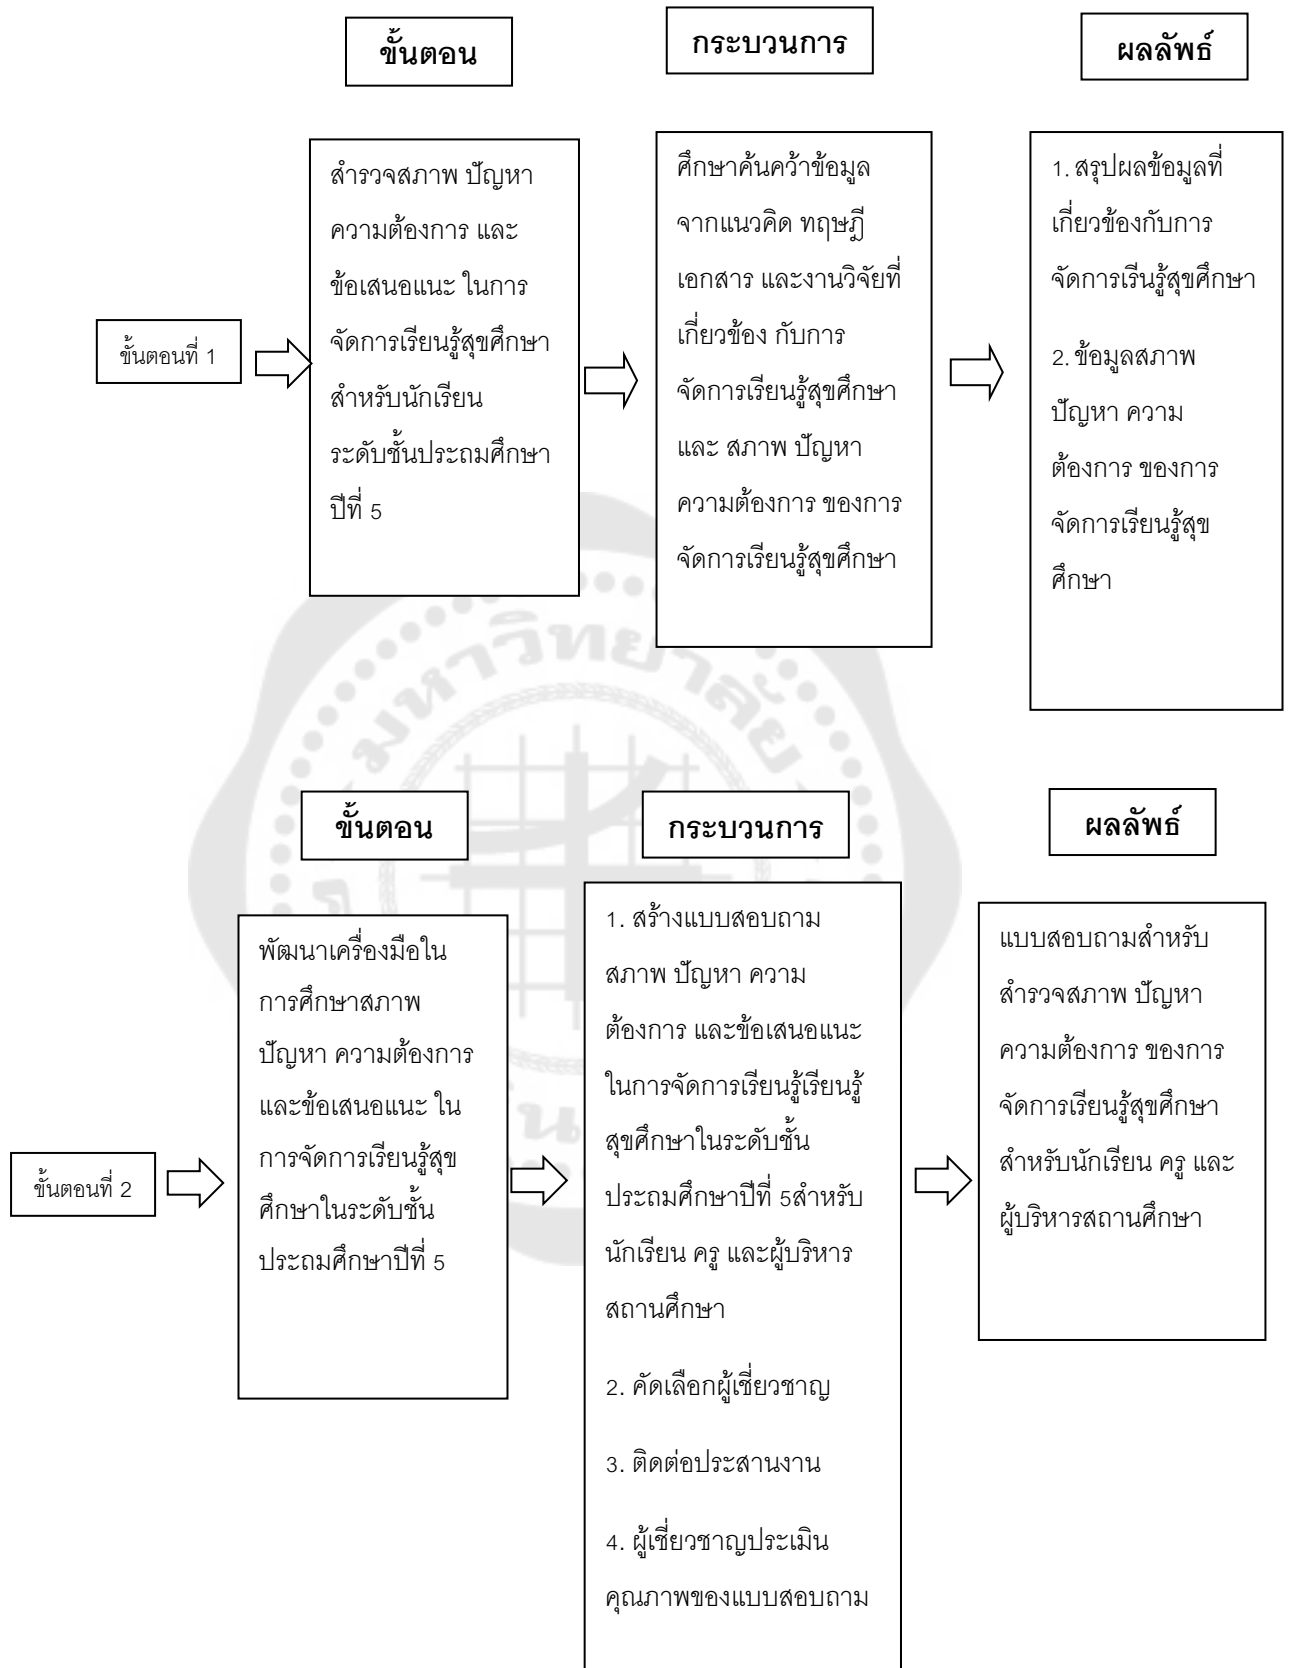 ขั้นตอน
กระบวนการ
ผลลัพธ์
ขั้นตอนที่ 1
สำรวจสภาพ ปัญหา
ความต้องการ และ
ข้อเสนอแนะ ในการ
จัดการเรียนรู้สุขศึกษา
สำหรับนักเรียน
ระดับชั้นประถมศึกษา
ปีที่ 5
ศึกษาค้นคว้าข้อมูล
จากแนวคิด ทฤษฎี
เอกสาร และงานวิจัยที่
เกี่ยวข้อง กับการ
จัดการเรียนรู้สุขศึกษา
และ สภาพ ปัญหา
ความต้องการ ของการ
จัดการเรียนรู้สุขศึกษา
1. สรุปผลข้อมูลที่
เกี่ยวข้องกับการ
จัดการเรีนรู้สุขศึกษา
2. ข้อมูลสภาพ
ปัญหา ความ
ต้องการ ของการ
จัดการเรียนรู้สุข
ศึกษา
มหาวิทยาลัย
ขั้นตอน
กระบวนการ
ผลลัพธ์
ขั้นตอนที่ 2
พัฒนาเครื่องมือใน
การศึกษาสภาพ
ปัญหา ความต้องการ
และข้อเสนอแนะ ใน
การจัดการเรียนรู้สุข
ศึกษาในระดับชั้น
ประถมศึกษาปีที่ 5
1. สร้างแบบสอบถาม
สภาพ ปัญหา ความ
ต้องการ และข้อเสนอแนะ
ในการจัดการเรียนรู้เรียนรู้
สุขศึกษาในระดับชั้น
ประถมศึกษาปีที่ 5สำหรับ
นักเรียน ครู และผู้บริหาร
สถานศึกษา
2. คัดเลือกผู้เชี่ยวชาญ
3. ติดต่อประสานงาน
4. ผู้เชี่ยวชาญประเมิน
คุณภาพของแบบสอบถาม
แบบสอบถามสำหรับ
สำรวจสภาพ ปัญหา
ความต้องการ ของการ
จัดการเรียนรู้สุขศึกษา
สำหรับนักเรียน ครู และ
ผู้บริหารสถานศึกษา